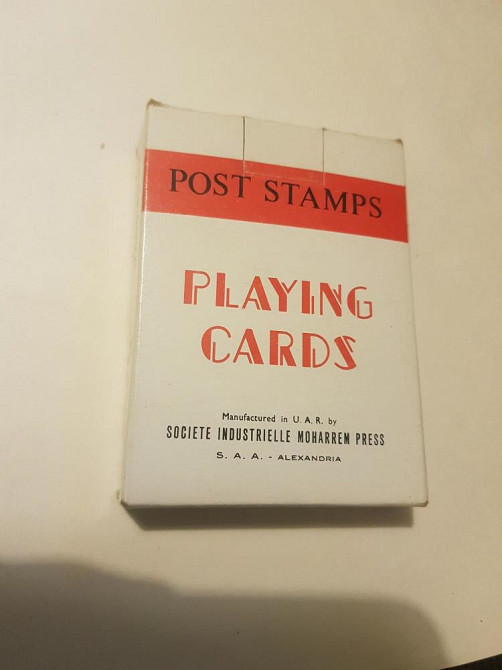 POST STAMPS
PLAYING
CARDS
Manufactured in U. A. R. by
SOCIETE INDUSTRIELLE MOHARREM PRESS
S. A. A. - ALEXANDRIA